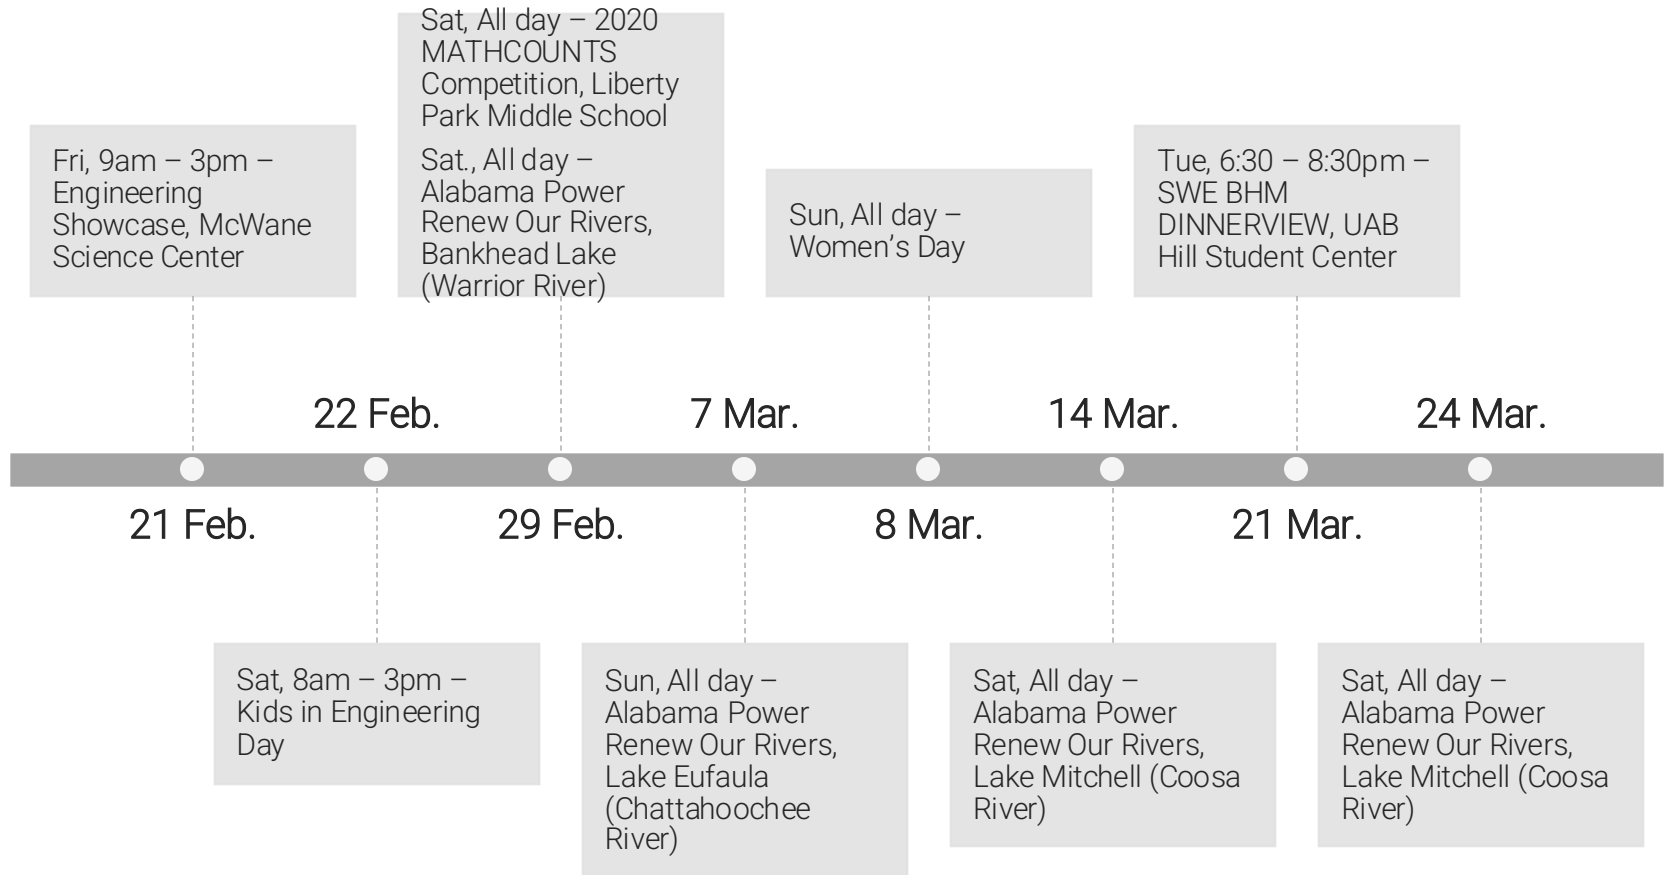 Sat, All day – 2020
MATHCOUNTS
Competition, Liberty
Park Middle School
Sat., All day –
Alabama Power
Renew Our Rivers,
Bankhead Lake
(Warrior River)
Fri, 9am – 3pm –
Engineering
Showcase, McWane
Science Center
Sun, All day –
Women’s Day
Tue, 6:30 – 8:30pm –
SWE BHM
DINNERVIEW, UAB
Hill Student Center
22 Feb.
7 Mar.
14 Mar.
24 Mar.
21 Feb.
29 Feb.
8 Mar.
21 Mar.
Sat, 8am – 3pm –
Kids in Engineering
Day
Sun, All day –
Alabama Power
Renew Our Rivers,
Lake Eufaula
(Chattahoochee
River)
Sat, All day –
Alabama Power
Renew Our Rivers,
Lake Mitchell (Coosa
River)
Sat, All day –
Alabama Power
Renew Our Rivers,
Lake Mitchell (Coosa
River)